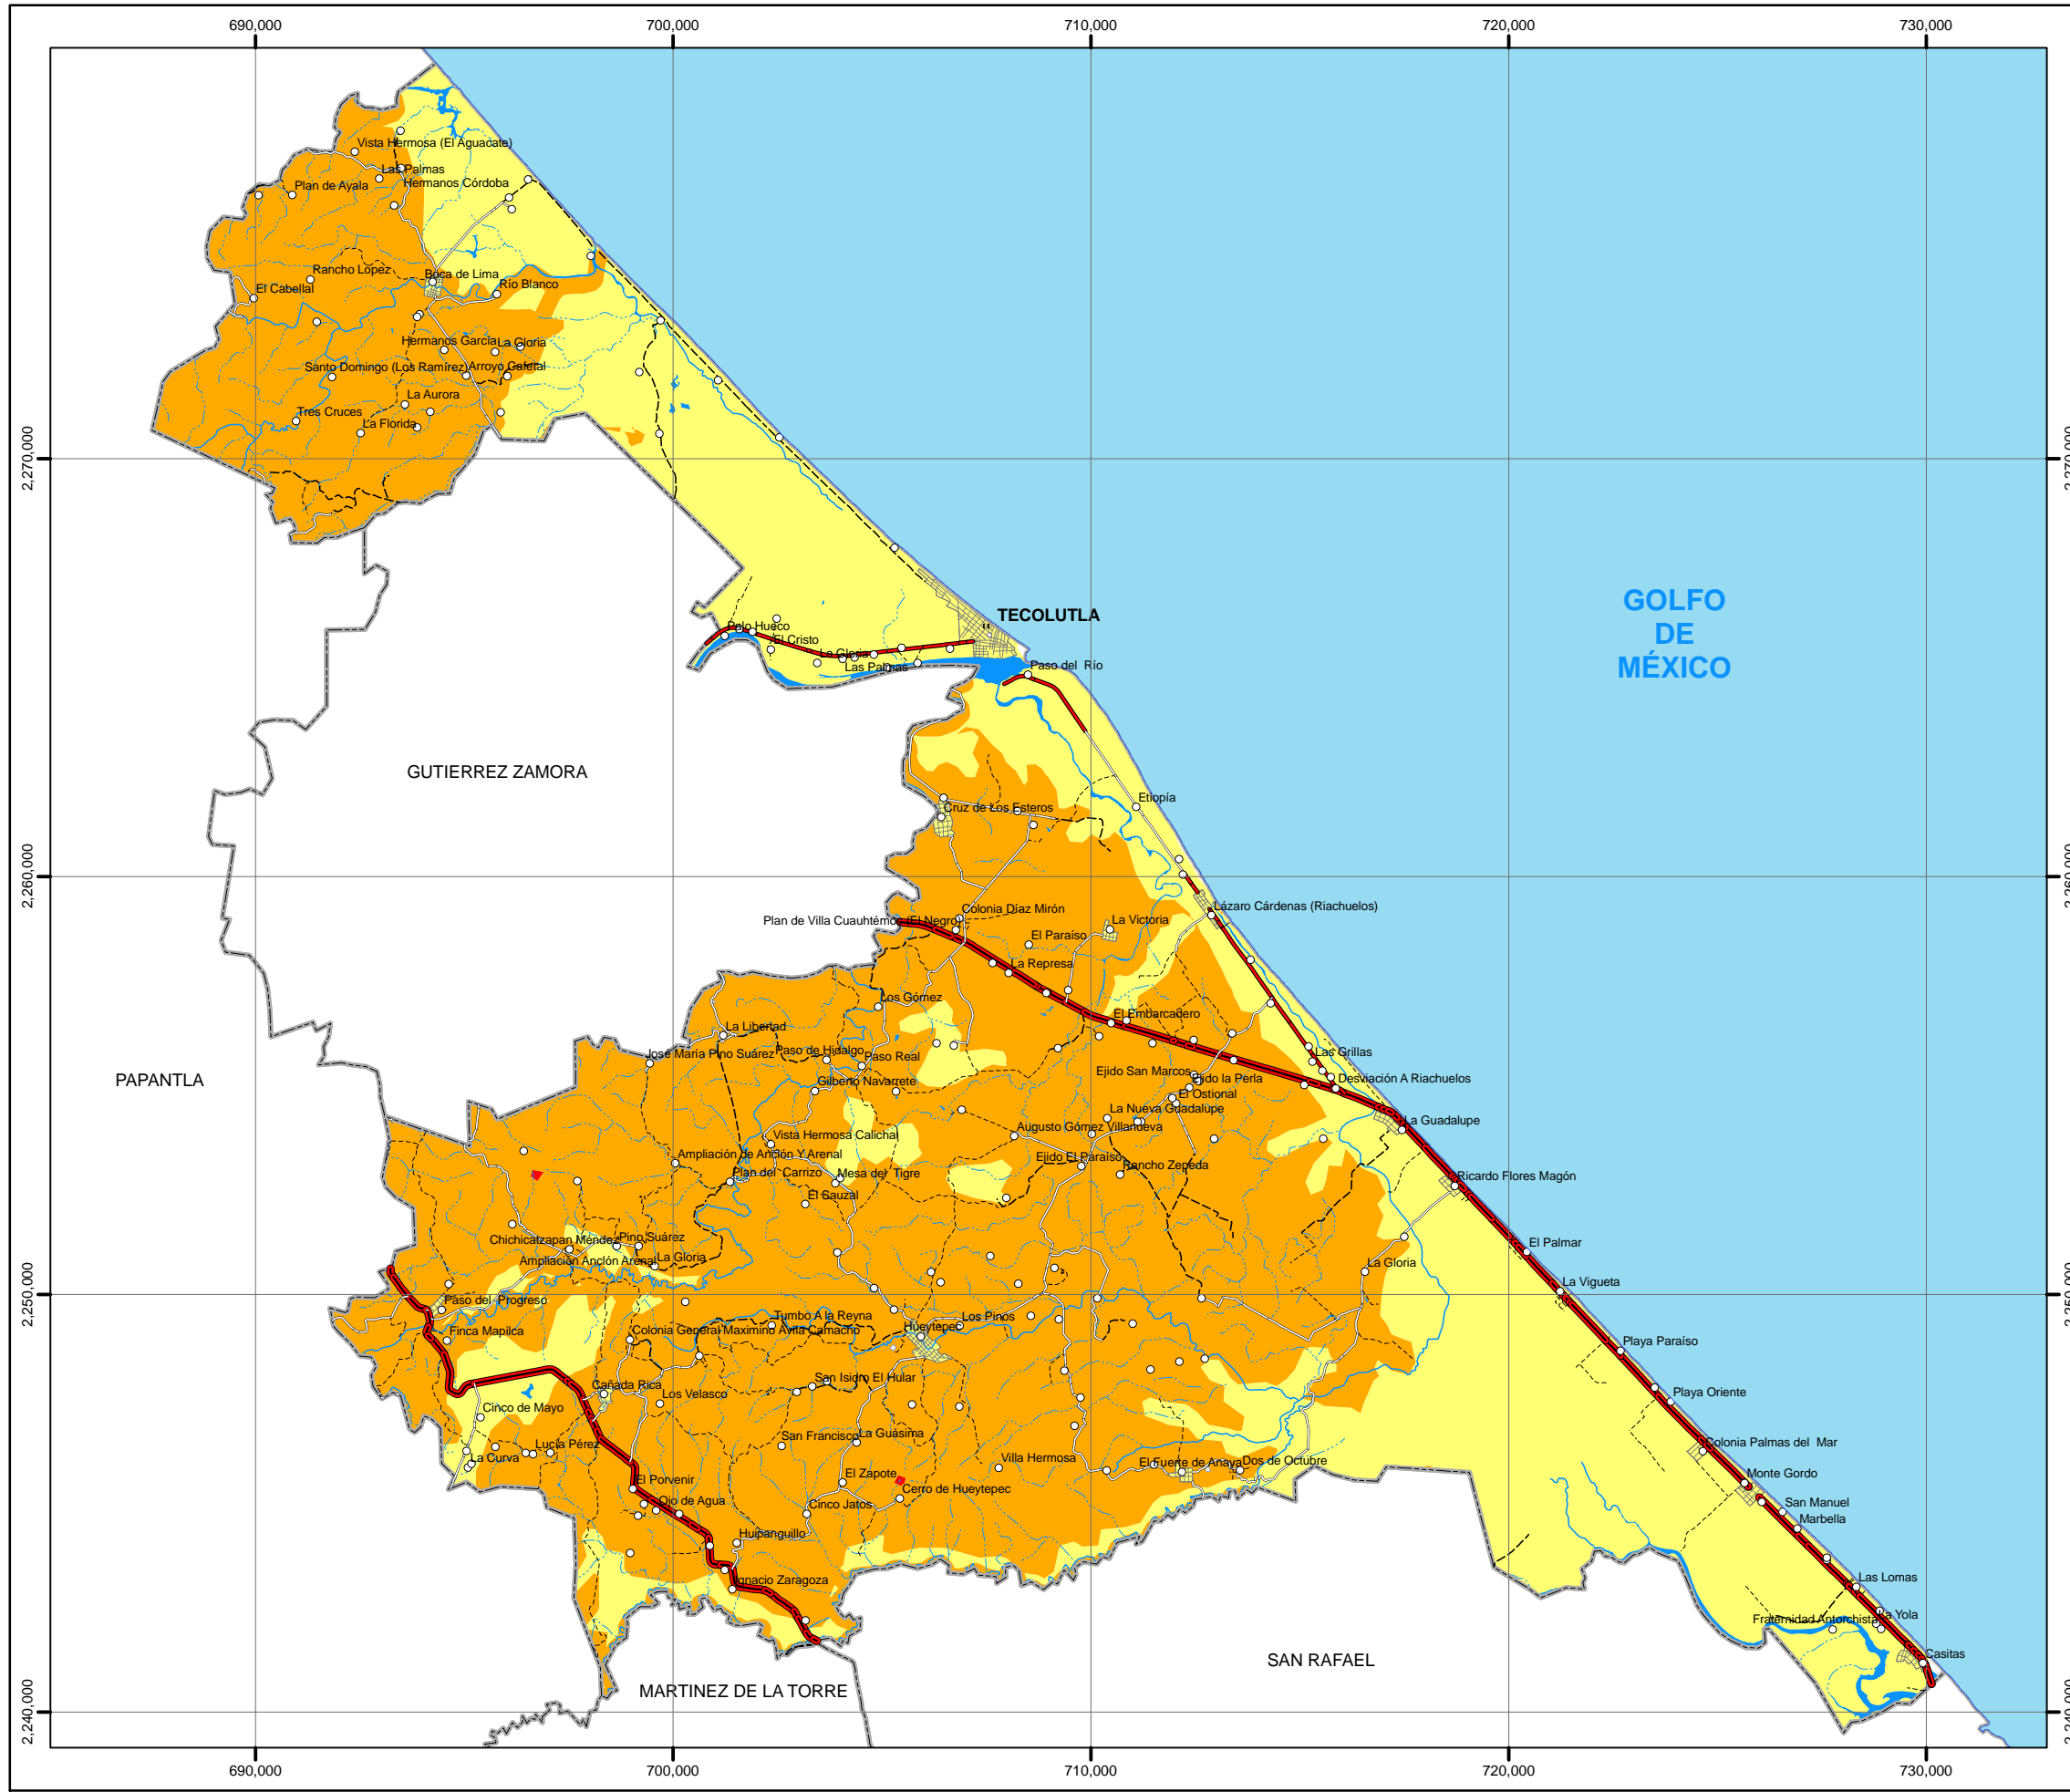 690,000
700,000
710,000
720,000
730,000
Vista Hermosa (El Aguacate)
Las Palmas
Hermanos Córdoba
Plan de Ayala
Rancho López
Boca de Lima
El Cabellal
Río Blanco
Hermanos García
La Gloria
Santo Domingo (Los Ramírez)
Arroyo Gafetal
La Aurora
Tres Cruces
La Florida
2,270,000
2,270,000
GOLFO
DE
MÉXICO
TECOLUTLA
Palo Hueco
El Cristo
La Gloria
Las Palmas
Paso del Río
GUTIERREZ ZAMORA
Etiopía
Cruz de Los Esteros
2,260,000
2,260,000
Lázaro Cárdenas (Riachuelos)
Colonia Díaz Mirón
Plan de Villa Cuauhtémoc (El Negro)
La Victoria
El Paraíso
La Represa
Los Gómez
El Embarcadero
La Libertad
José María Pino Suárez
Paso de Hidalgo
Paso Real
Las Grillas
PAPANTLA
Ejido San Marcos
Ejido la Perla
Desviación A Riachuelos
Gilberto Navarrete
El Ostional
La Nueva Guadalupe
La Guadalupe
Vista Hermosa Calichal
Augusto Gómez Villanueva
Ampliación de Anclón Y Arenal
Ejido El Paraíso
Plan del Carrizo
Mesa del Tigre
Rancho Zepeda
Ricardo Flores Magón
El Sauzal
Chichicatzapan Méndez
Pino Suárez
El Palmar
Ampliación Anclón Arenal
La Gloria
La Gloria
La Vigueta
2,250,000
2,250,000
Paso del Progreso
Tumbo A la Reyna
Los Pinos
Finca Mapilca
Colonia General Maximino Avila Camacho
Hueytepec
Playa Paraíso
San Isidro El Hular
Cañada Rica
Los Velasco
Playa Oriente
Cinco de Mayo
San Francisco
La Guásima
Lucía Pérez
Colonia Palmas del Mar
La Curva
Villa Hermosa
El Fuerte de Anaya
Dos de Octubre
El Porvenir
El Zapote
Monte Gordo
Cerro de Hueytepec
Ojo de Agua
Cinco Jatos
San Manuel
Marbella
Huipanguillo
Ignacio Zaragoza
Las Lomas
Fraternidad Antorchista
La Yola
Casitas
SAN RAFAEL
MARTINEZ DE LA TORRE
2,240,000
2,240,000
690,000
700,000
710,000
720,000
730,000